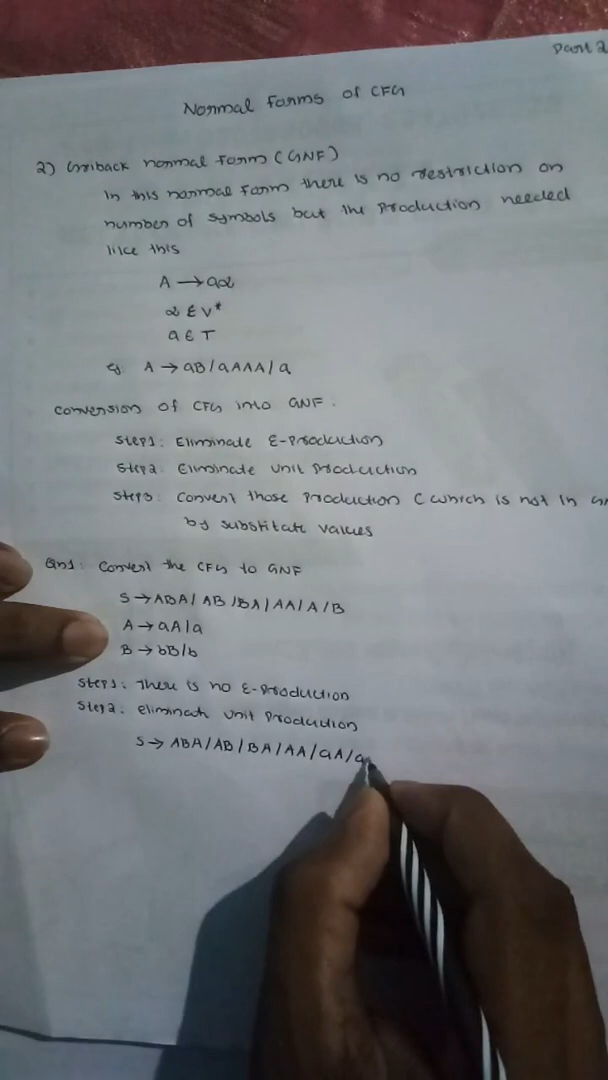 Part 2
Normal Forms of CFG
2) Griback normal form (GNF)
In this normal form there is no restriction on
number of symbols but the production needed
like this
A → aα
α ∈ V*
a ∈ T
eg. A → aB/aAAA/a
Conversion of CFG into GNF.
Step1: Eliminate ε-Production
Step2: Eliminate Unit production
Step3: Convert those production (which is not in
by substitate values
Qn1: Convert the CFG to GNF
S → ABA/AB/BA/AA/A/B
A → aA/a
B → bB/b
Step1: There is no ε-Production
Step2: eliminate Unit Production
S → ABA/AB/BA/AA/aA/a